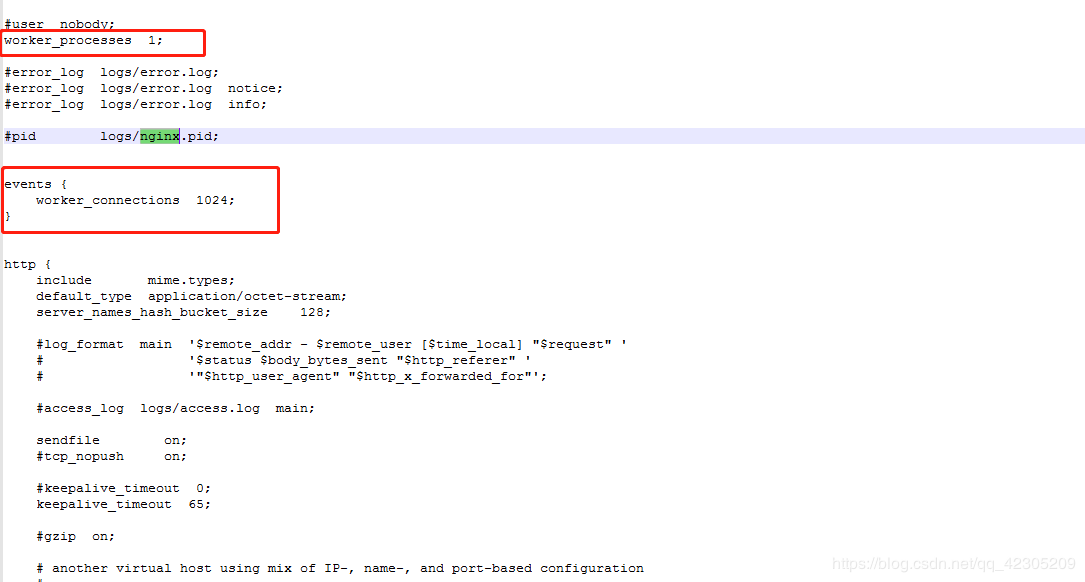 #user  nobody;
worker_processes  1;
#error_log  logs/error.log;
#error_log  logs/error.log  notice;
#error_log  logs/error.log  info;
#pid        logs/nginx.pid;
events {
    worker_connections  1024;
}
http {
    include       mime.types;
    default_type  application/octet-stream;
    server_names_hash_bucket_size    128;
    #log_format  main  '$remote_addr - $remote_user [$time_local] "$request" '
    #                  '$status $body_bytes_sent "$http_referer" '
    #                  '"$http_user_agent" "$http_x_forwarded_for"';
    #access_log  logs/access.log  main;
    sendfile        on;
    #tcp_nopush     on;
    #keepalive_timeout  0;
    keepalive_timeout  65;
    #gzip  on;
    # another virtual host using mix of IP-, name-, and port-based configuration
    #
https://blog.csdn.net/qq_42305209